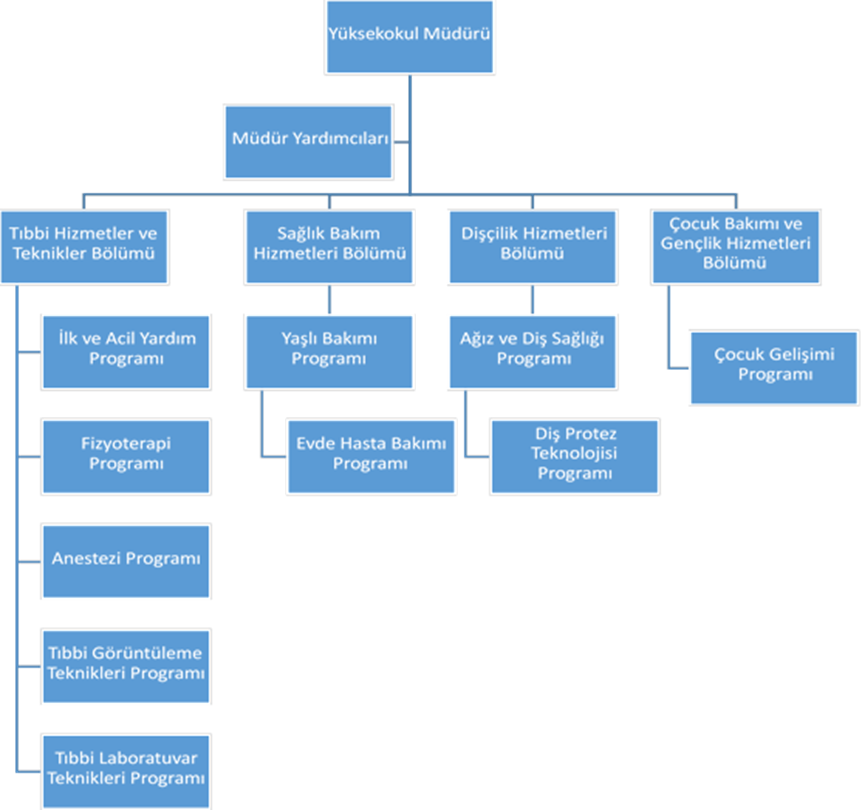 Yüksekokul Müdürü
Müdür Yardımcıları
Tıbbi Hizmetler ve
Teknikler Bölümü
Sağlık Bakım
Hizmetleri Bölümü
Dişçilik Hizmetleri
Bölümü
Çocuk Bakımı ve
Gençlik Hizmetleri
Bölümü
İlk ve Acil Yardım
Programı
Fizyoterapi
Programı
Anestezi Programı
Tıbbi Görüntüleme
Teknikleri Programı
Tıbbi Laboratuvar
Teknikleri Programı
Yaşlı Bakımı
Programı
Evde Hasta Bakımı
Programı
Ağız ve Diş Sağlığı
Programı
Diş Protez
Teknolojisi
Programı
Çocuk Gelişimi
Programı